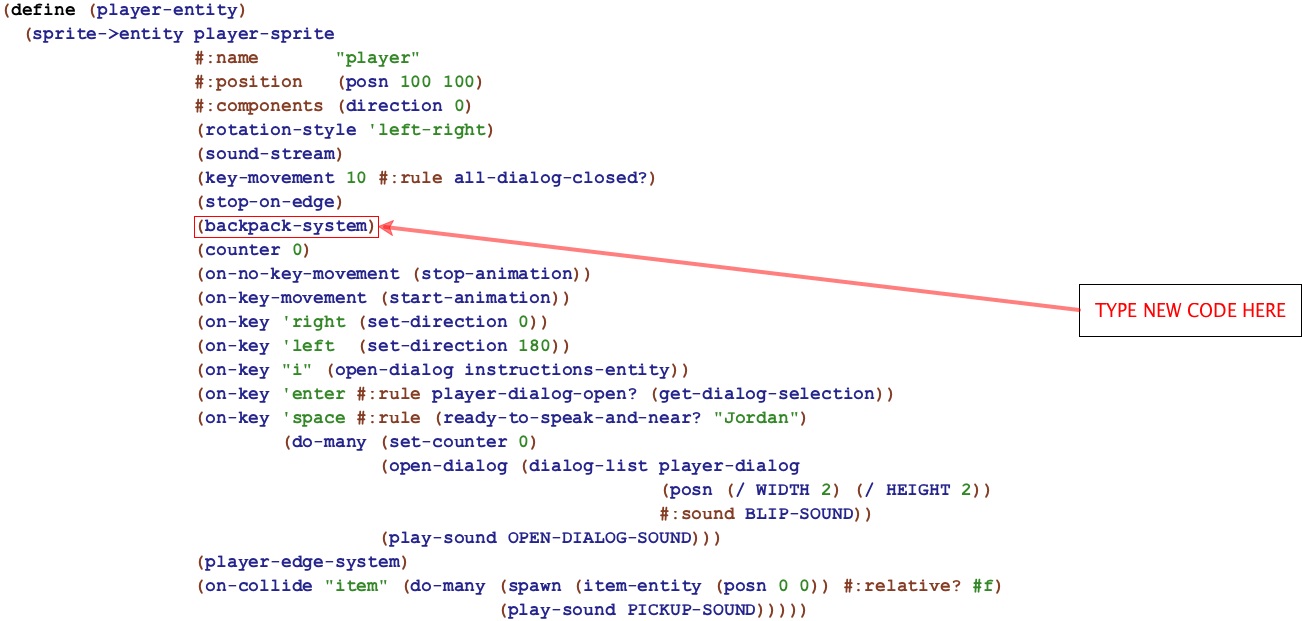 (define (player-entity)
  (sprite->entity player-sprite
                  #:name       "player"
                  #:position   (posn 100 100)
                  #:components (direction 0)
                  (rotation-style 'left-right)
                  (sound-stream)
                  (key-movement 10 #:rule all-dialog-closed?)
                  (stop-on-edge)
                  (backpack-system)
                  (counter 0)
                  (on-no-key-movement (stop-animation))
                  (on-key-movement (start-animation))
                  (on-key 'right (set-direction 0))
TYPE NEW CODE HERE
                  (on-key 'left  (set-direction 180))
                  (on-key "i" (open-dialog instructions-entity))
                  (on-key 'enter #:rule player-dialog-open? (get-dialog-selection))
                  (on-key 'space #:rule (ready-to-speak-and-near? "Jordan")
                          (do-many (set-counter 0)
                                   (open-dialog (dialog-list player-dialog
                                                             (posn (/ WIDTH 2) (/ HEIGHT 2))
                                                             #:sound BLIP-SOUND))
                                   (play-sound OPEN-DIALOG-SOUND)))
                  (player-edge-system)
                  (on-collide "item" (do-many (spawn (item-entity (posn 0 0)) #:relative? #f)
                                              (play-sound PICKUP-SOUND)))))